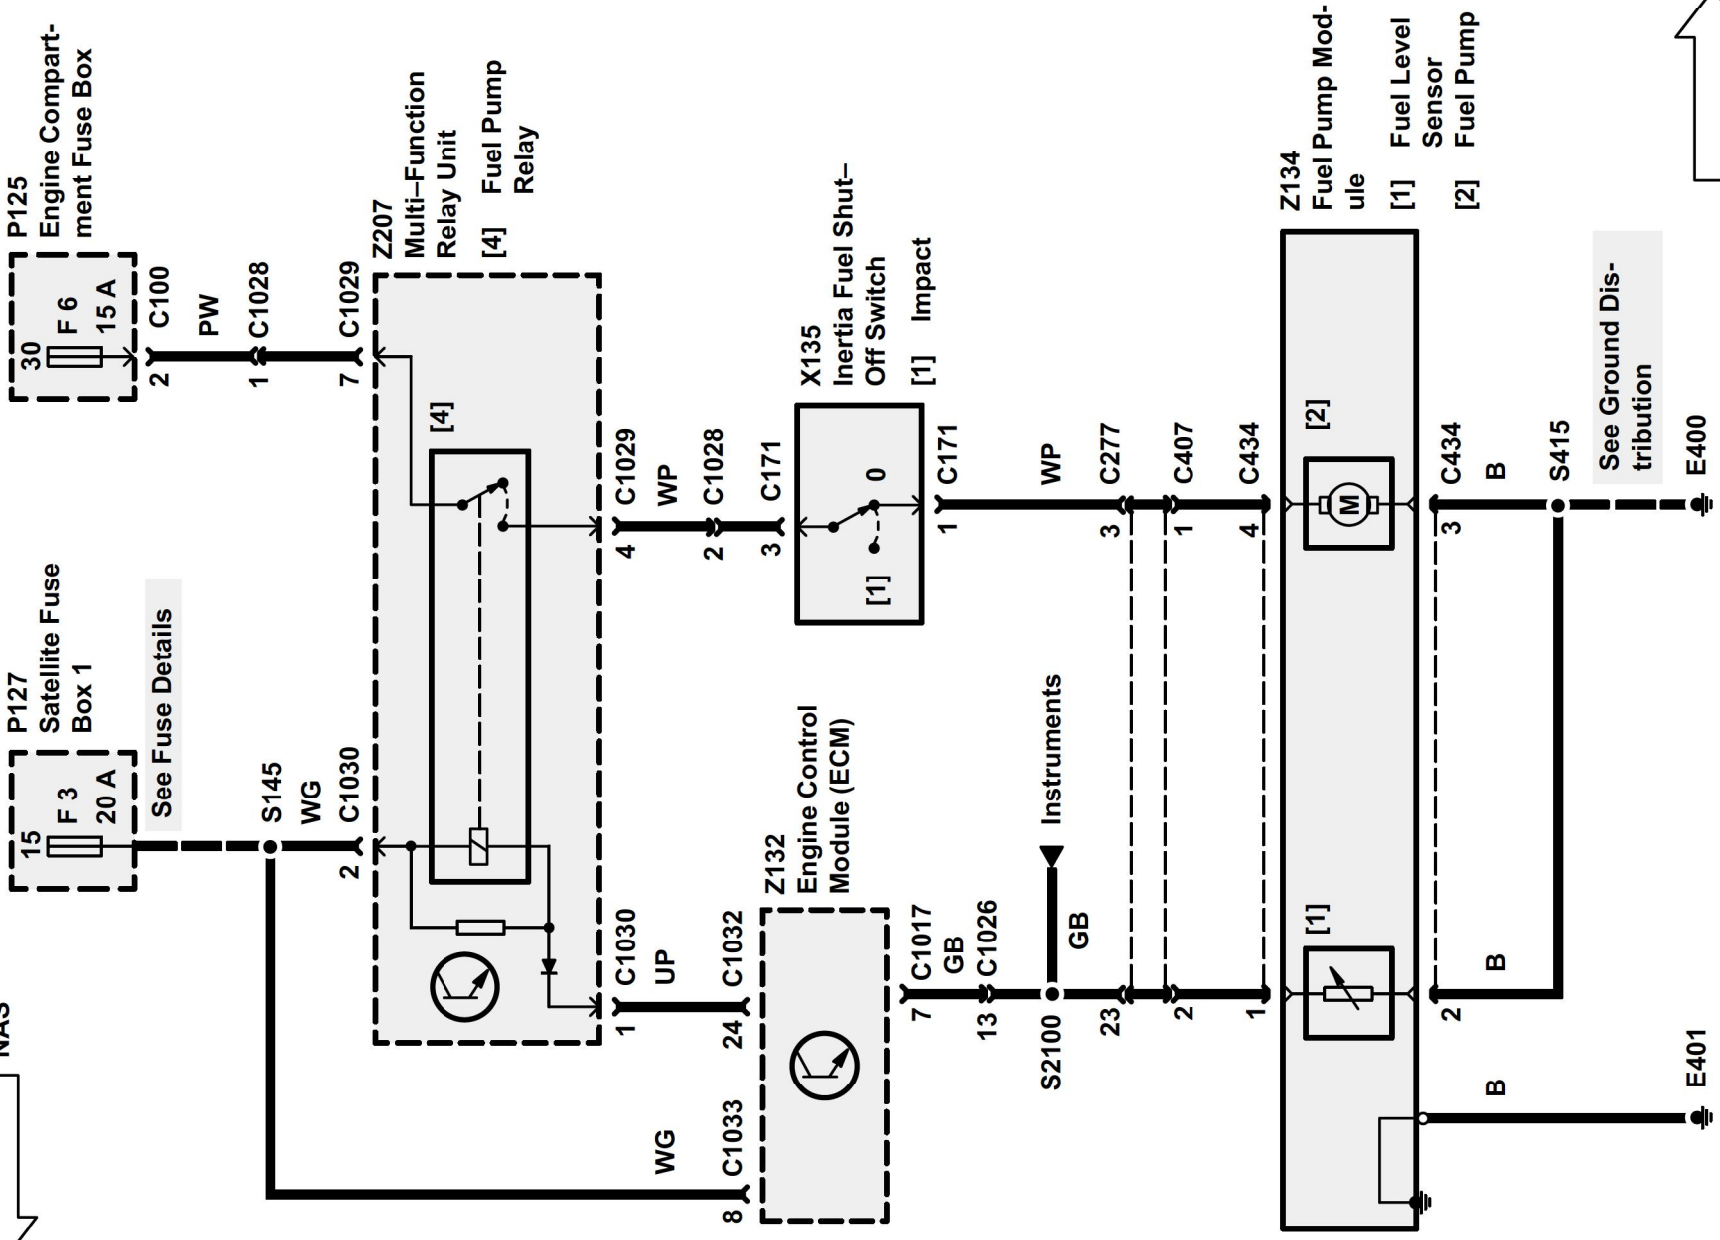 NAS
P127
Satellite Fuse
Box 1
15
F 3
20 A
See Fuse Details
P125
Engine Compart-
ment Fuse Box
30
F 6
15 A
2
C100
PW
1
C1028
7
C1029
S145
WG
2
C1030
Z207
Multi–Function
Relay Unit
[4] Fuel Pump
Relay
[4]
1
C1030
UP
24
C1032
WG
8
C1033
4
C1029
WP
2
C1028
3
C171
X135
Inertia Fuel Shut–
Off Switch
[1] Impact
[1]
0
1
C171
Z132
Engine Control
Module (ECM)
7
C1017
GB
13
C1026
S2100
GB
Instruments
WP
23
3
C277
2
1
C407
1
4
C434
Z134
Fuel Pump Mod-
ule
[1] Fuel Level
Sensor
[2] Fuel Pump
[1]
[2]
M
2
3
C434
B
B
B
S415
See Ground Dis-
tribution
E401
E400